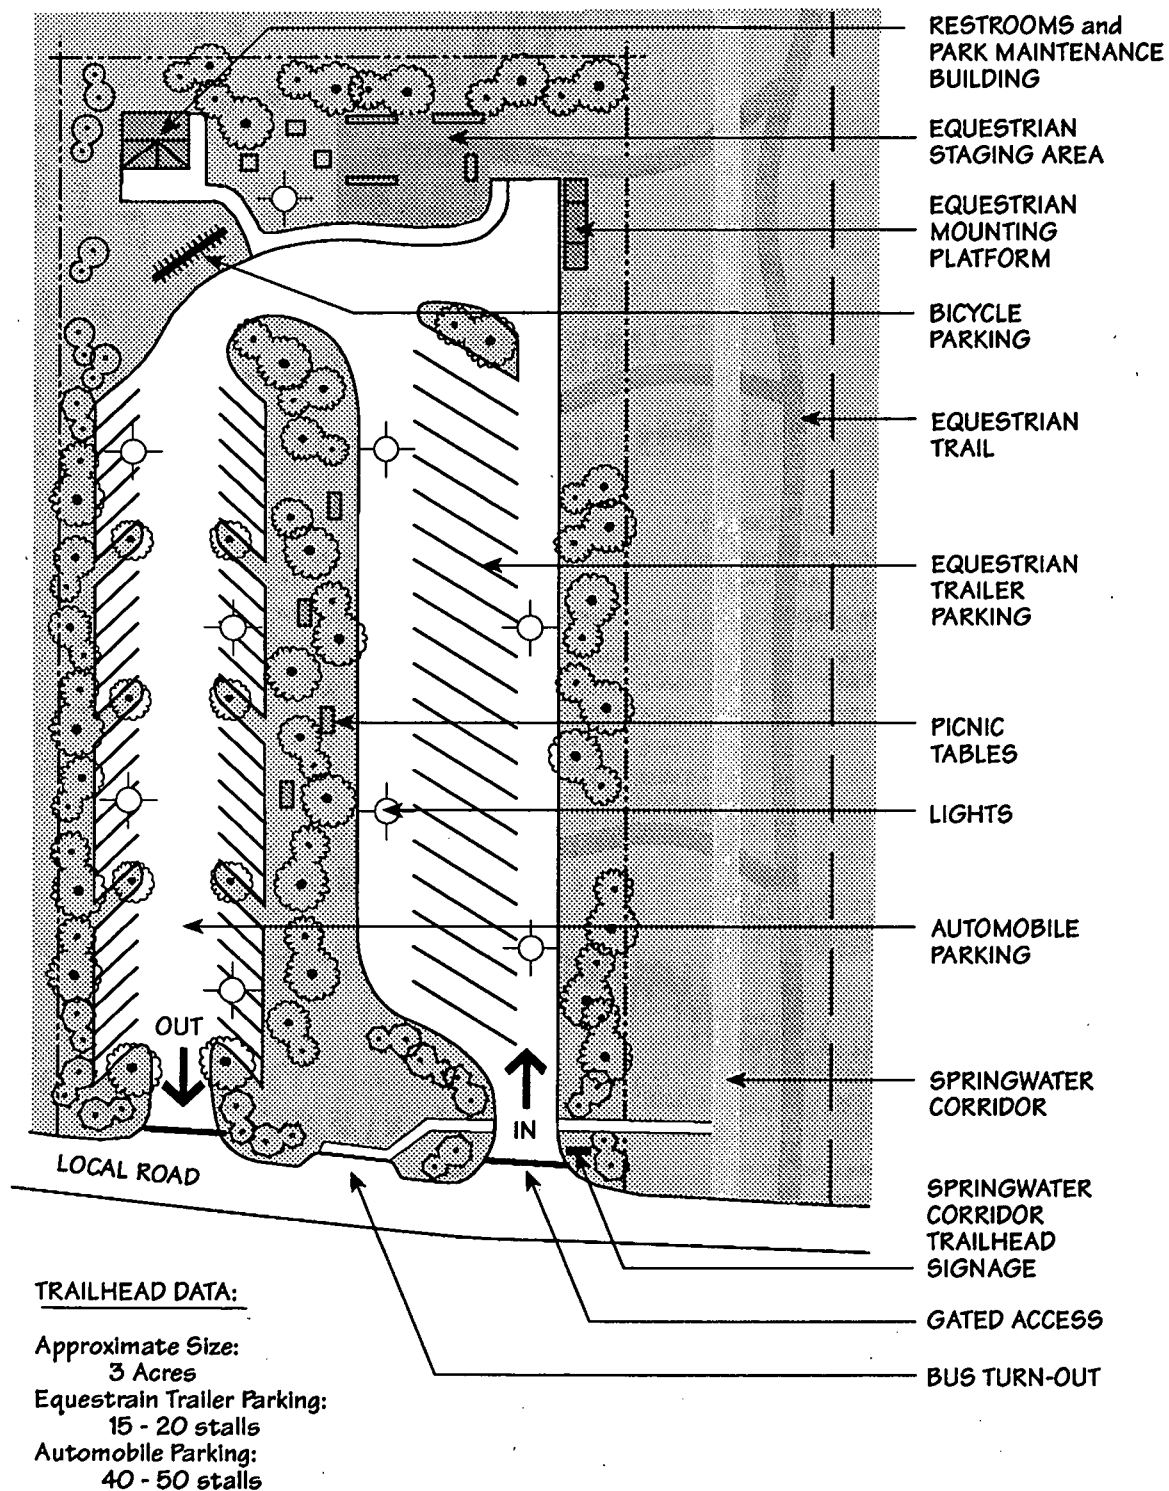 RESTROOMS and
PARK MAINTENANCE
BUILDING
EQUESTRIAN
STAGING AREA
EQUESTRIAN
MOUNTING
PLATFORM
BICYCLE
PARKING
EQUESTRIAN
TRAIL
EQUESTRIAN
TRAILER
PARKING
PICNIC
TABLES
LIGHTS
AUTOMOBILE
PARKING
OUT
SPRINGWATER
CORRIDOR
IN
LOCAL ROAD
SPRINGWATER
CORRIDOR
TRAILHEAD
SIGNAGE
GATED ACCESS
BUS TURN-OUT
TRAILHEAD DATA:
Approximate Size:
3 Acres
Equestrain Trailer Parking:
15 - 20 stalls
Automobile Parking:
40 - 50 stalls